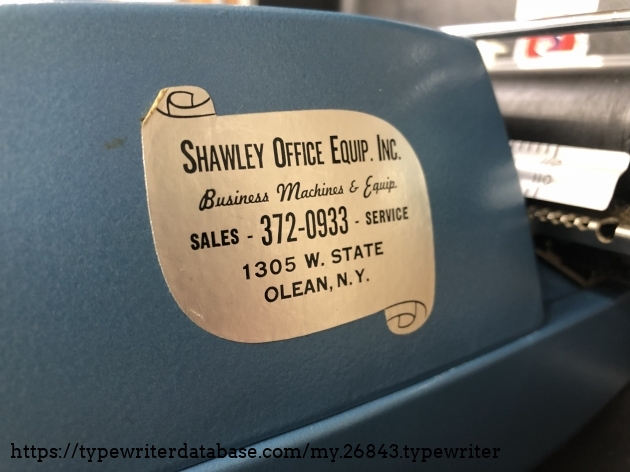 SHAWLEY OFFICE EQUIP. INC.
Business Machines & Equip.
SALES - 372-0933 - SERVICE
1305 W. STATE
OLEAN, N.Y.
https://typewriterdatabase.com/my.26843.typewriter